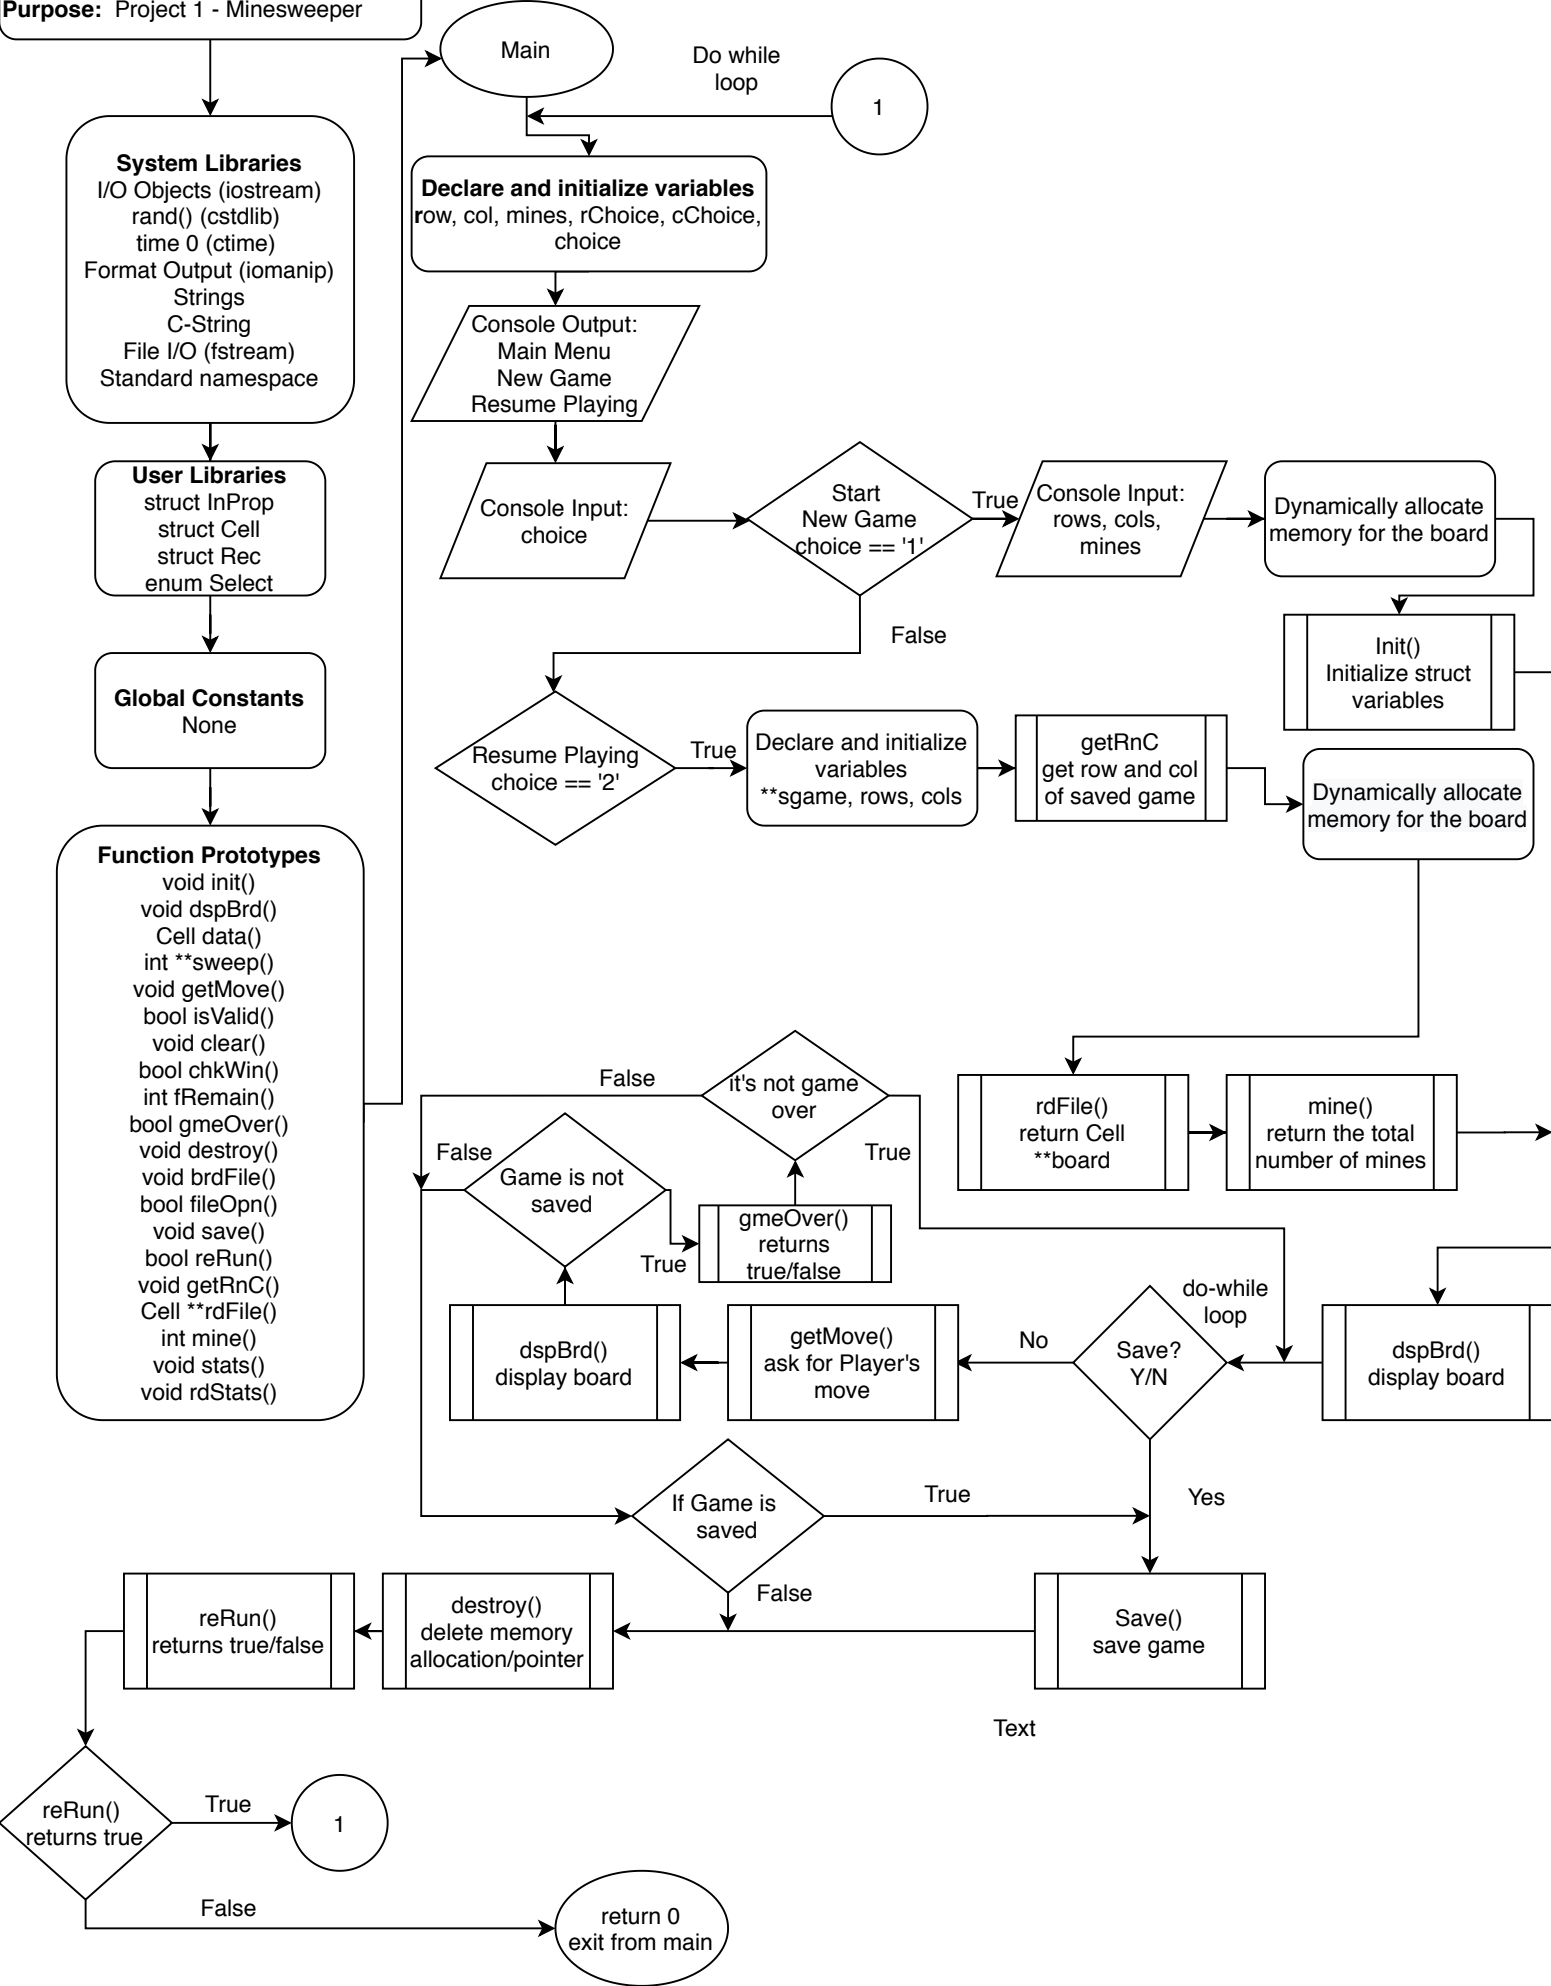 Purpose: Project 1 - Minesweeper
System Libraries
I/O Objects (iostream)
rand() (cstdlib)
time 0 (ctime)
Format Output (iomanip)
Strings
C-String
File I/O (fstream)
Standard namespace
User Libraries
struct InProp
struct Cell
struct Rec
enum Select
Global Constants
None
Function Prototypes
void init()
void dspBrd()
Cell data()
int **sweep()
void getMove()
bool isValid()
void clear()
bool chkWin()
int fRemain()
bool gmeOver()
void destroy()
void brdFile()
bool fileOpn()
void save()
bool reRun()
void getRnC()
Cell **rdFile()
int mine()
void stats()
void rdStats()
Main
Do while
loop
1
Declare and initialize variables
row, col, mines, rChoice, cChoice,
choice
Console Output:
Main Menu
New Game
Resume Playing
Console Input:
choice
Start
New Game
choice == '1'
True
Console Input:
rows, cols,
mines
Dynamically allocate
memory for the board
Init()
Initialize struct
variables
False
Resume Playing
choice == '2'
True
Declare and initialize
variables
**sgame, rows, cols
getRnC
get row and col
of saved game
Dynamically allocate
memory for the board
rdFile()
return Cell
**board
mine()
return the total
number of mines
it's not game
over
False
True
Game is not
saved
False
True
gmeOver()
returns
true/false
dspBrd()
display board
getMove()
ask for Player's
move
No
Save?
Y/N
do-while
loop
dspBrd()
display board
Yes
If Game is
saved
True
False
Save()
save game
destroy()
delete memory
allocation/pointer
reRun()
returns true/false
Text
reRun()
returns true
True
1
False
return 0
exit from main